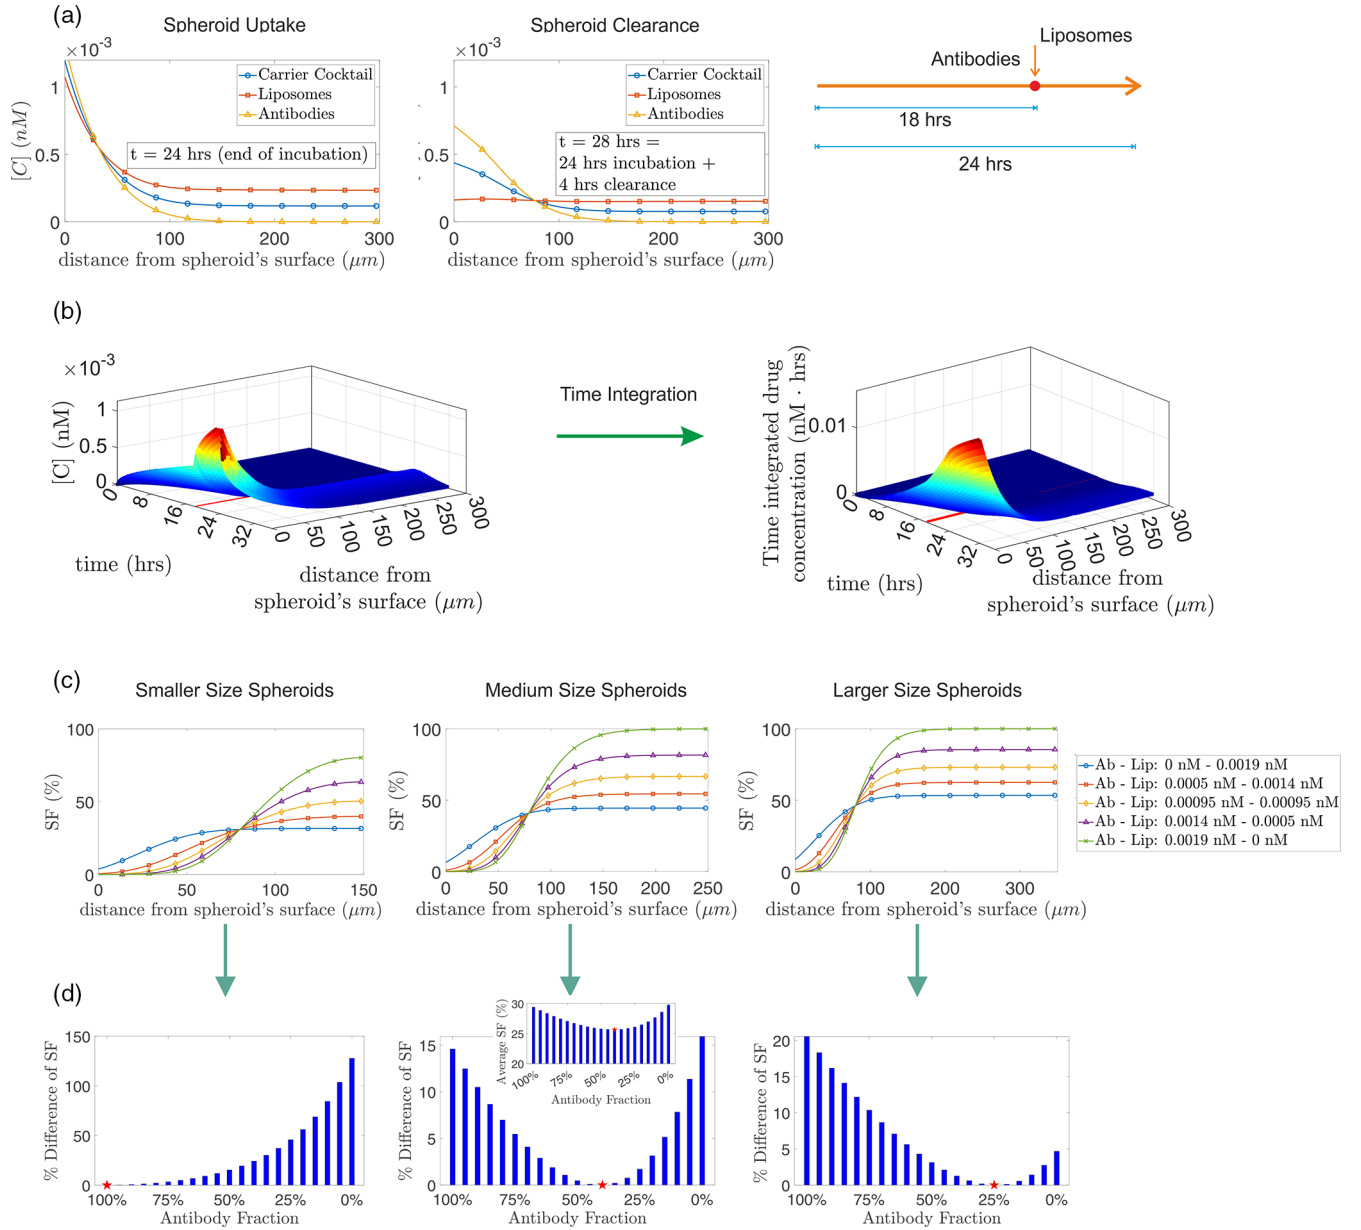 (a)
Spheroid Uptake
×10⁻³
1
0.5
0
[C] (nM)
Carrier Cocktail
Liposomes
Antibodies
t = 24 hrs (end of incubation)
0 100 200 300
distance from spheroid's surface (μm)
Spheroid Clearance
×10⁻³
1
0.5
0
Carrier Cocktail
Liposomes
Antibodies
t = 28 hrs =
24 hrs incubation +
4 hrs clearance
0 100 200 300
distance from spheroid's surface (μm)
Liposomes
Antibodies
18 hrs
24 hrs
(b)
× 10⁻³
1
0.5
0
[C] (nM)
0 8 16 24 32
time (hrs)
0 50 100 150 200 250 300
distance from
spheroid's surface (μm)
Time Integration
Time integrated drug
concentration (nM · hrs)
0.01
0
0 8 16 24 32
time (hrs)
0 50 100 150 200 250 300
distance from
spheroid's surface (μm)
(c)
Smaller Size Spheroids
100
50
0
SF (%)
0 50 100 150
distance from spheroid's surface (μm)
Medium Size Spheroids
100
50
0
SF (%)
0 50 100 150 200 250
distance from spheroid's surface (μm)
Larger Size Spheroids
100
50
0
SF (%)
0 100 200 300
distance from spheroid's surface (μm)
Ab - Lip: 0 nM - 0.0019 nM
Ab - Lip: 0.0005 nM - 0.0014 nM
Ab - Lip: 0.00095 nM - 0.00095 nM
Ab - Lip: 0.0014 nM - 0.0005 nM
Ab - Lip: 0.0019 nM - 0 nM
(d)
150
100
50
0
% Difference of SF
100% 75% 50% 25% 0%
Antibody Fraction
15
10
5
0
% Difference of SF
100% 75% 50% 25% 0%
Antibody Fraction
30
25
20
Average SF (%)
100% 75% 50% 25% 0%
Antibody Fraction
20
15
10
5
0
% Difference of SF
100% 75% 50% 25% 0%
Antibody Fraction